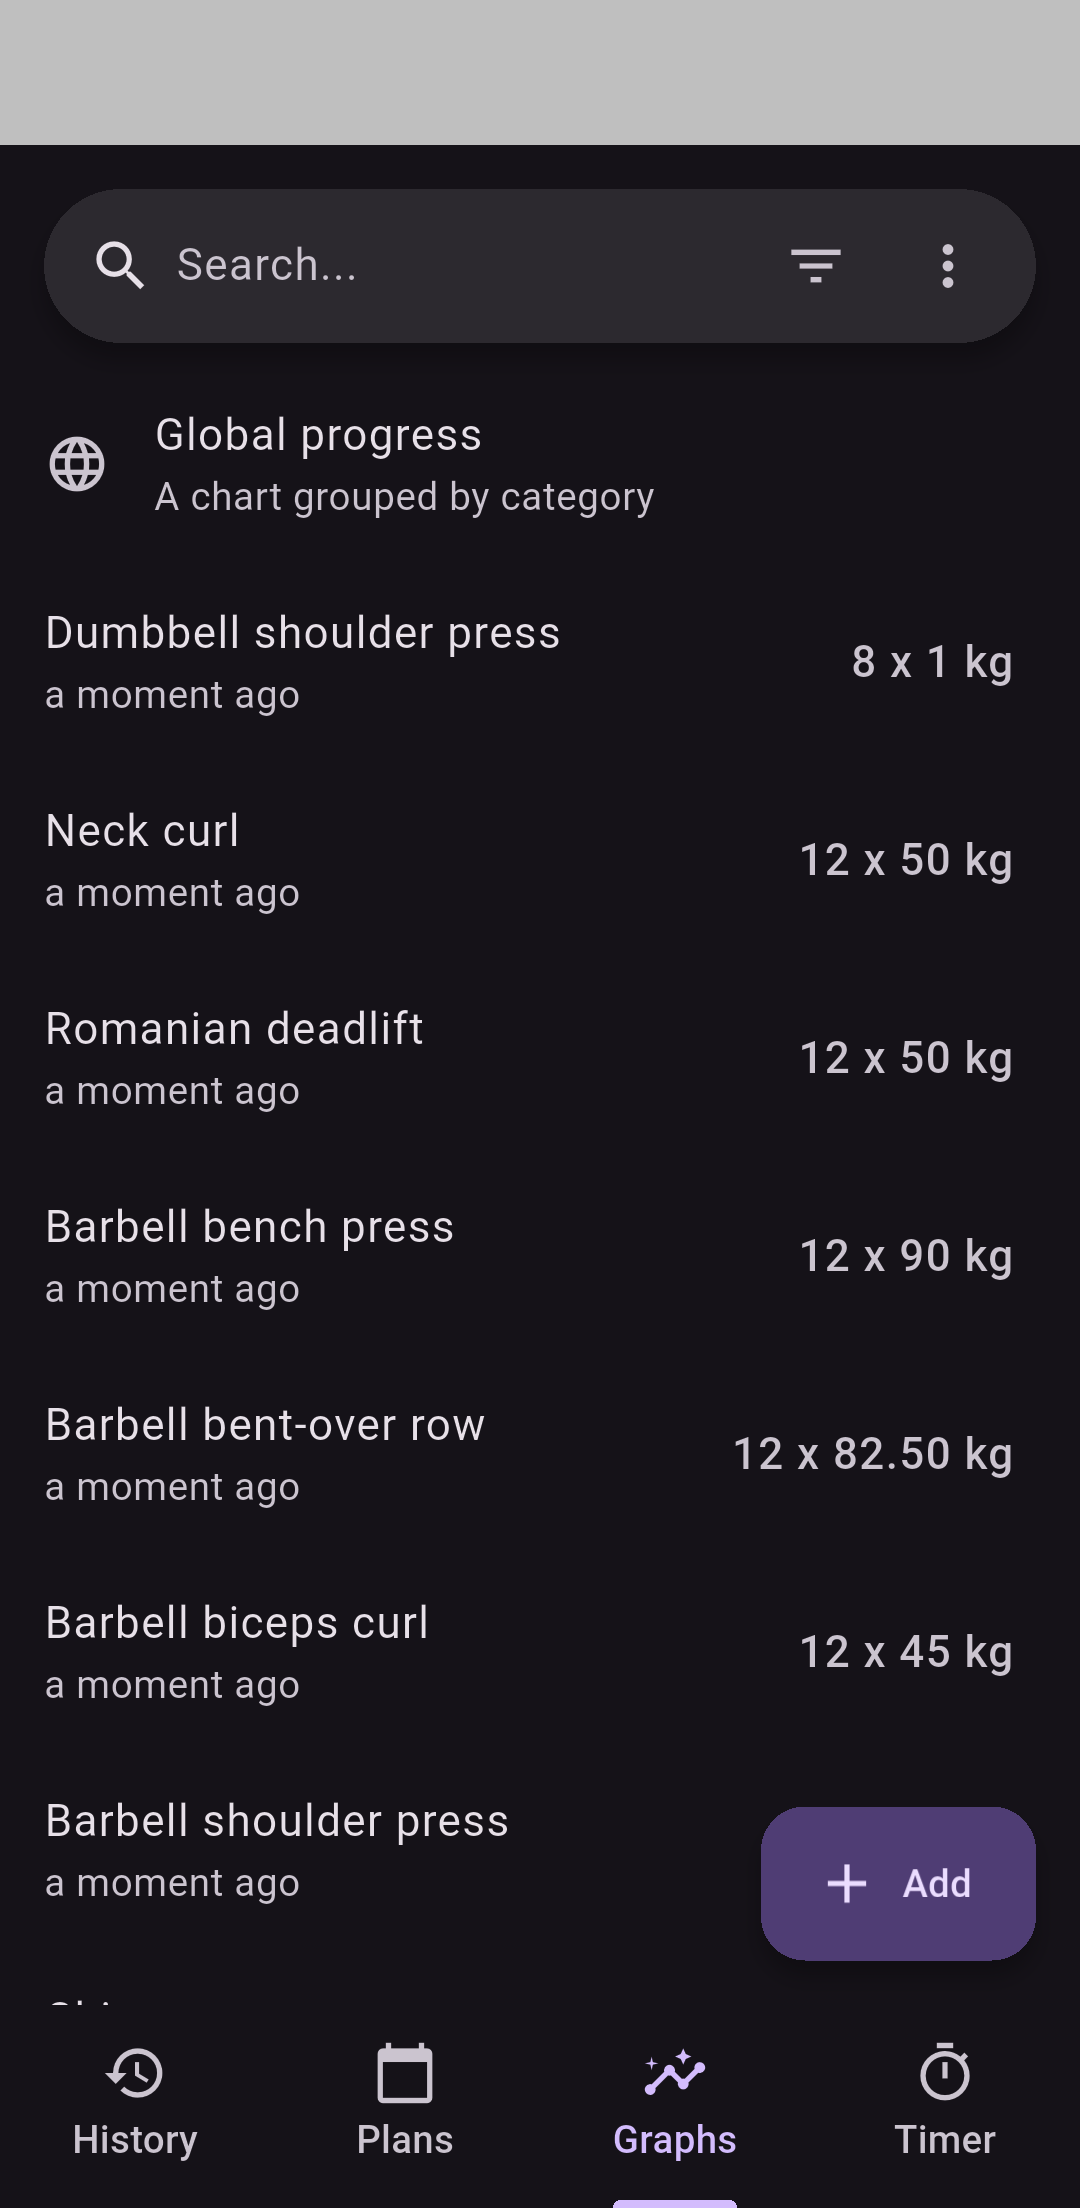 Search...
Global progress
A chart grouped by category
Dumbbell shoulder press
8 x 1 kg
a moment ago
Neck curl
12 x 50 kg
a moment ago
Romanian deadlift
12 x 50 kg
a moment ago
Barbell bench press
12 x 90 kg
a moment ago
Barbell bent-over row
12 x 82.50 kg
a moment ago
Barbell biceps curl
12 x 45 kg
a moment ago
Barbell shoulder press
a moment ago
Add
History
Plans
Graphs
Timer